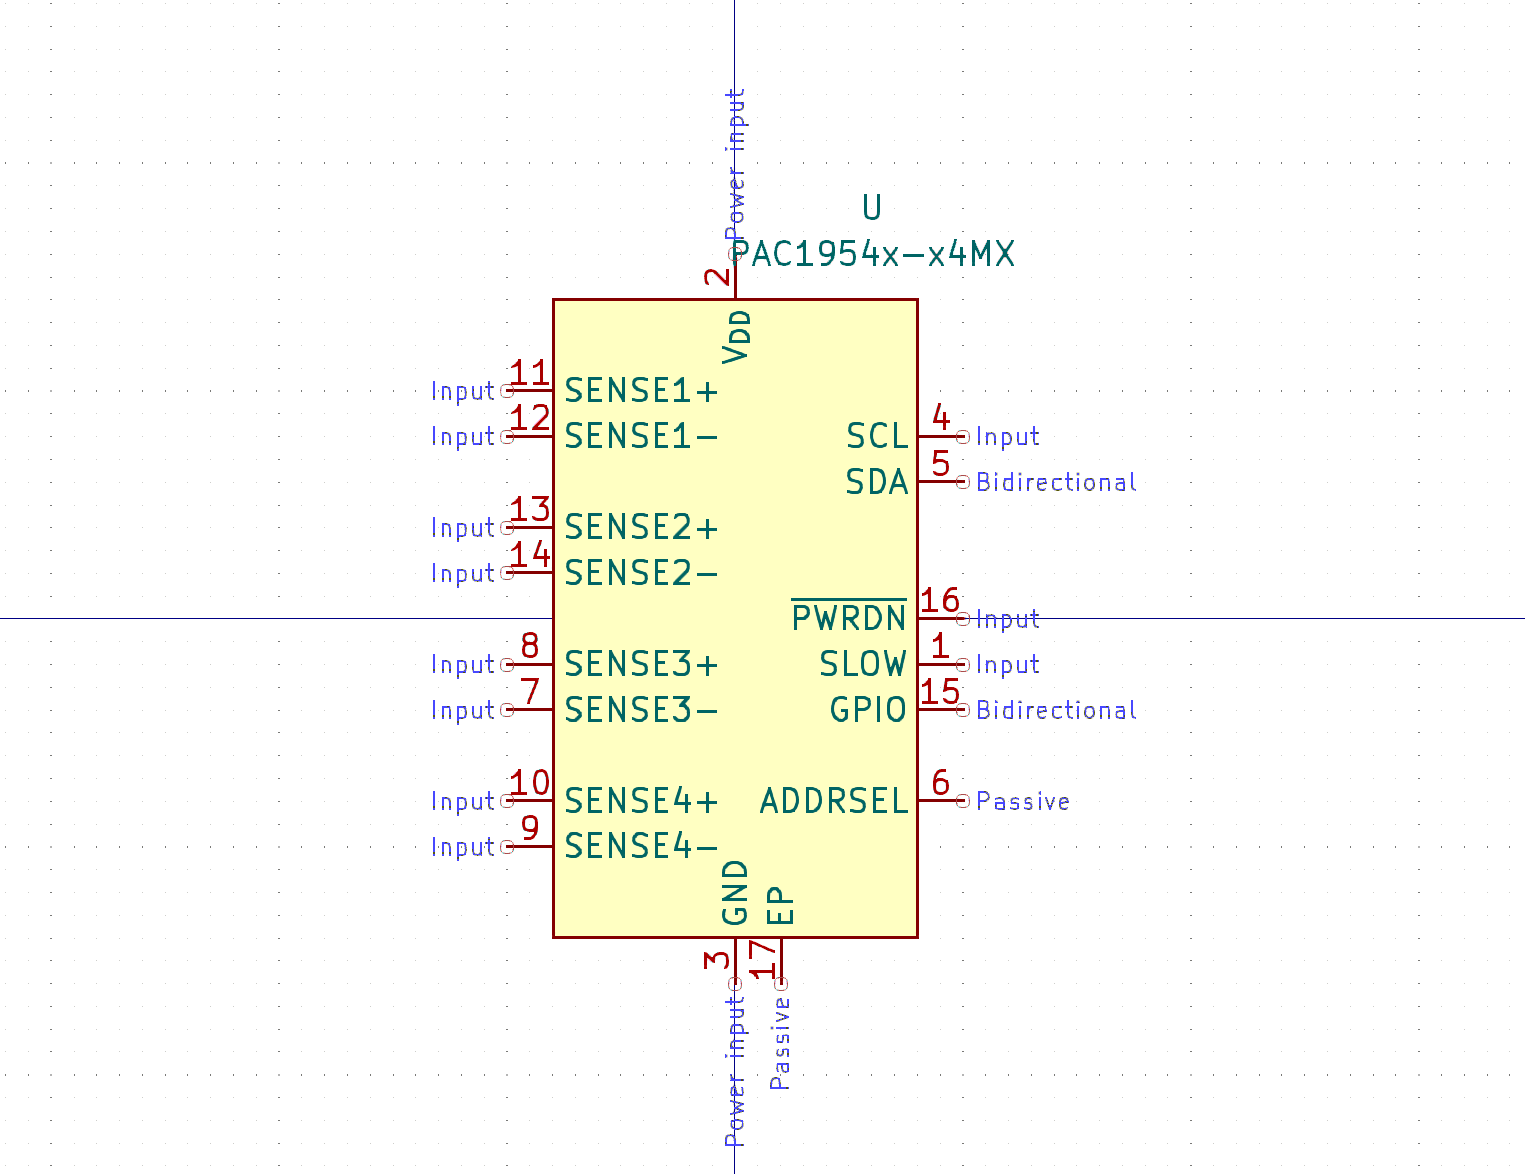 Power input
U
PAC1954x-x4MX
2
VDD
Input 11 SENSE1+
Input 12 SENSE1-
SCL 4 Input
SDA 5 Bidirectional
Input 13 SENSE2+
Input 14 SENSE2-
PWRDN 16 Input
Input 8 SENSE3+
SLOW 1 Input
Input 7 SENSE3-
GPIO 15 Bidirectional
Input 10 SENSE4+
ADDRSEL 6 Passive
Input 9 SENSE4-
GND
EP
3
17
Power input
Passive